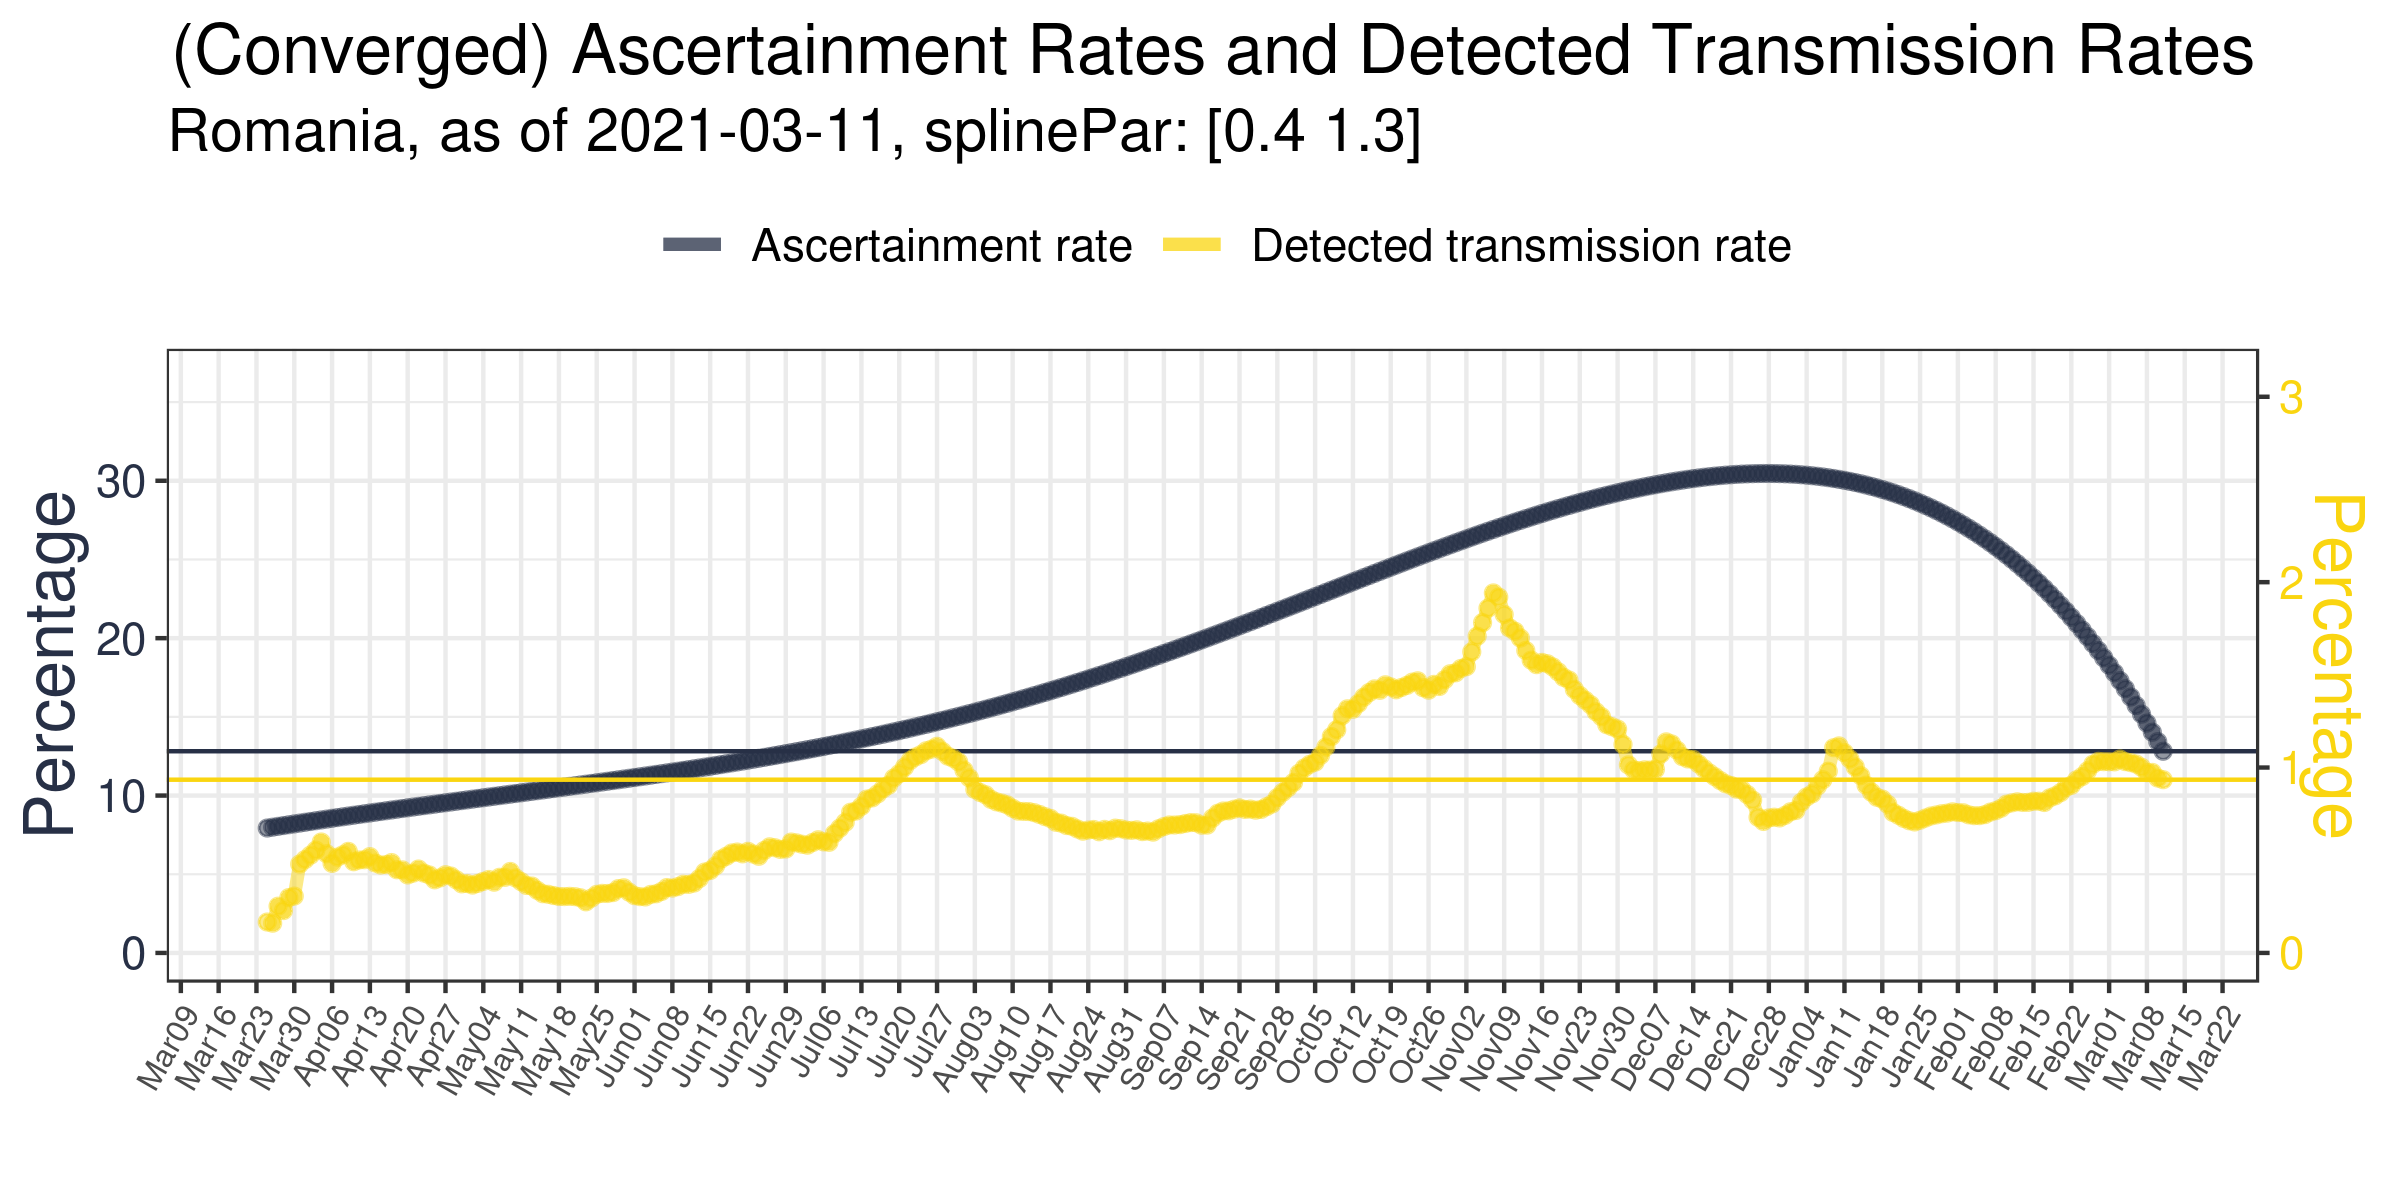 (Converged) Ascertainment Rates and Detected Transmission Rates
Romania, as of 2021-03-11, splinePar: [0.4 1.3]
Ascertainment rate Detected transmission rate
Percentage
30
20
10
0
3
2
1
0
Percentage
Mar09 Mar16 Mar23 Mar30 Apr06 Apr13 Apr20 Apr27 May04 May11 May18 May25 Jun01 Jun08 Jun15 Jun22 Jun29 Jul06 Jul13 Jul20 Jul27 Aug03 Aug10 Aug17 Aug24 Aug31 Sep07 Sep14 Sep21 Sep28 Oct05 Oct12 Oct19 Oct26 Nov02 Nov09 Nov16 Nov23 Nov30 Dec07 Dec14 Dec21 Dec28 Jan04 Jan11 Jan18 Jan25 Feb01 Feb08 Feb15 Feb22 Mar01 Mar08 Mar15 Mar22